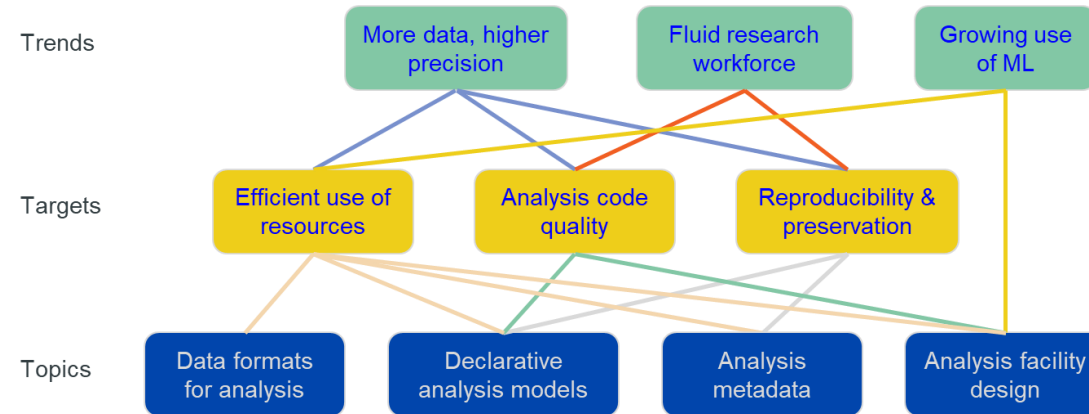 Trends
More data, higher
precision
Fluid research
workforce
Growing use
of ML
Targets
Efficient use of
resources
Analysis code
quality
Reproducibility &
preservation
Topics
Data formats
for analysis
Declarative
analysis models
Analysis
metadata
Analysis facility
design